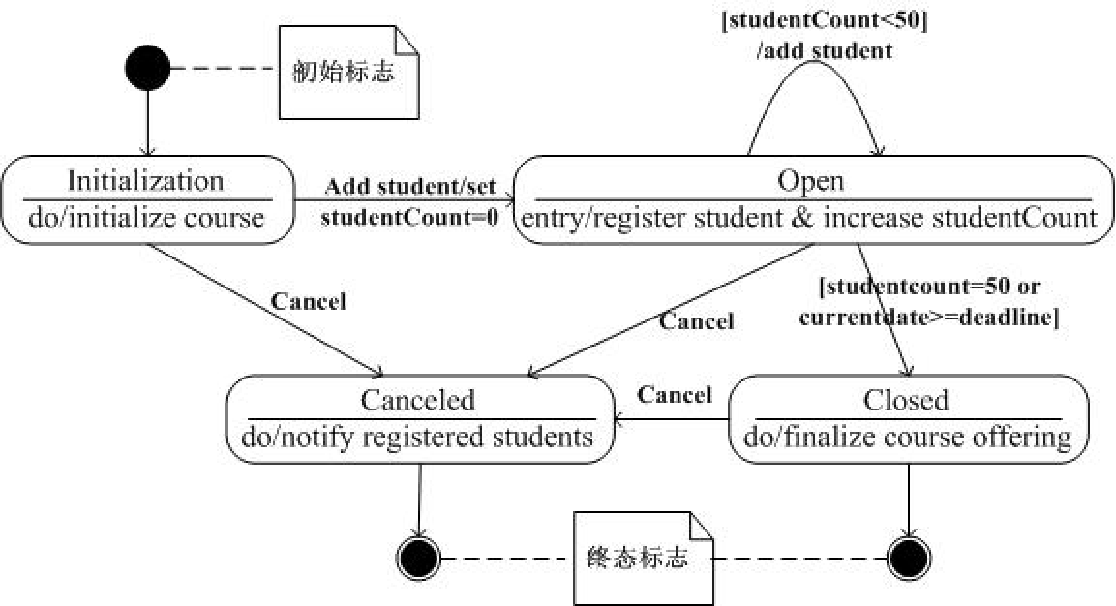 [studentCount<50]
/add student
初始标志
Initialization
do/initialize course
Add student/set
studentCount=0
Open
entry/register student & increase studentCount
Cancel
Cancel
[studentcount=50 or
currentdate>=deadline]
Canceled
do/notify registered students
Cancel
Closed
do/finalize course offering
终态标志